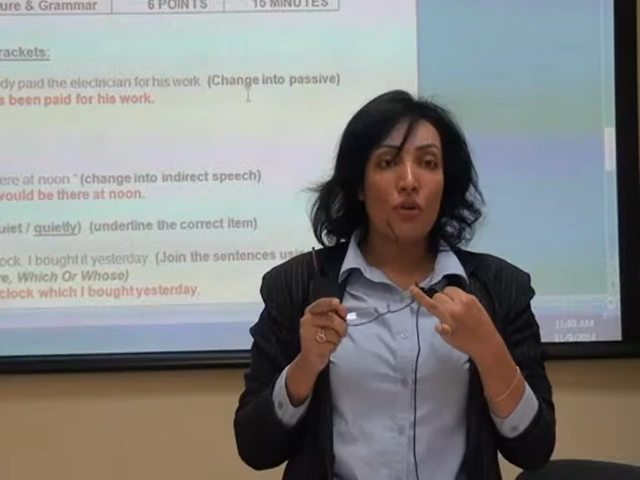 ure & Grammar 6 POINTS 15 MINUTES
rackets:
dy paid the electrician for his work. (Change into passive)
s been paid for his work.
ere at noon " (change into indirect speech)
would be there at noon.
uiet / quietly) (underline the correct item)
ock. I bought it yesterday. (Join the sentences usi
re, Which Or Whose)
clock which I bought yesterday.
11:40 AM